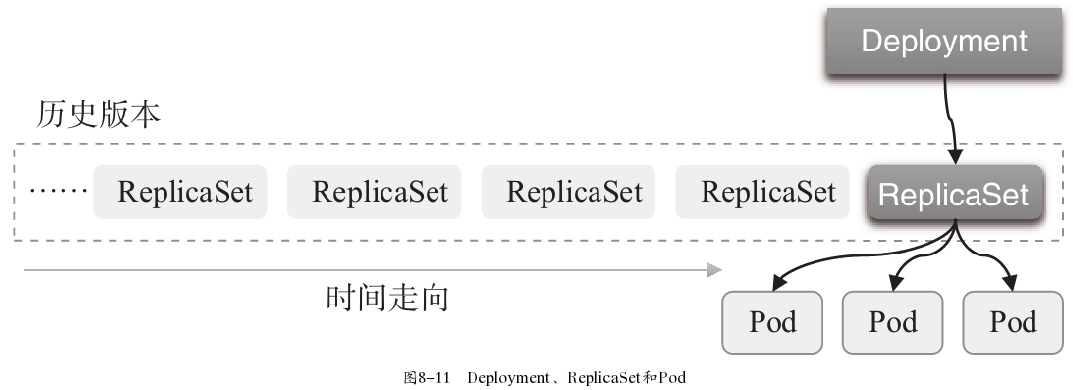 Deployment
历史版本
…… ReplicaSet ReplicaSet ReplicaSet ReplicaSet ReplicaSet
时间走向
Pod Pod Pod
图8-11 Deployment、ReplicaSet和Pod